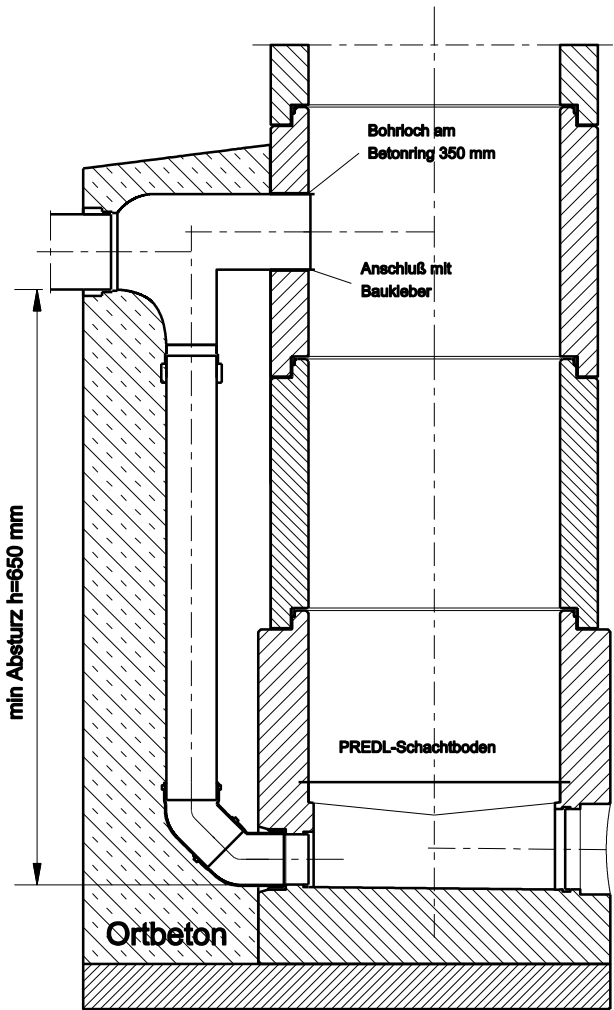 Bohrloch am
Betonring 350 mm
Anschluß mit
Baukleber
min Absturz h=650 mm
PREDL-Schachtboden
Ortbeton